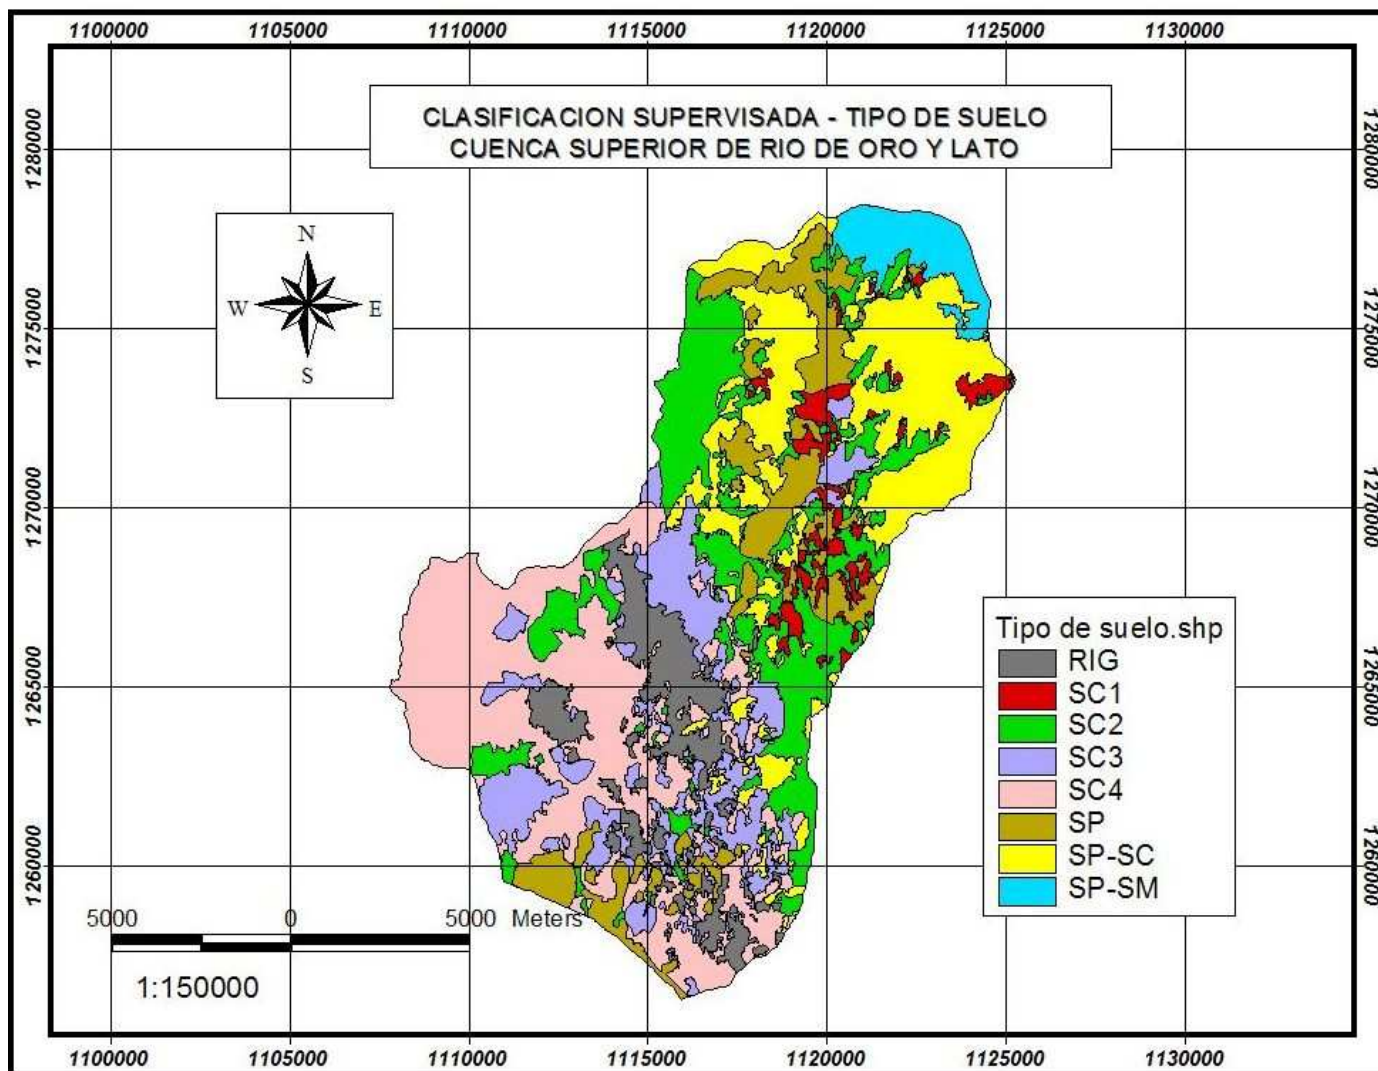 1100000 1105000 1110000 1115000 1120000 1125000 1130000
CLASIFICACION SUPERVISADA - TIPO DE SUELO
CUENCA SUPERIOR DE RIO DE ORO Y LATO
1280000 1280000
N
W E
S
1275000 1275000
1270000 1270000
Tipo de suelo.shp
RIG
SC1
SC2
SC3
SC4
SP
SP-SC
SP-SM
1265000 1265000
1260000 1260000
5000 0 5000 Meters
1:150000
1100000 1105000 1110000 1115000 1120000 1125000 1130000